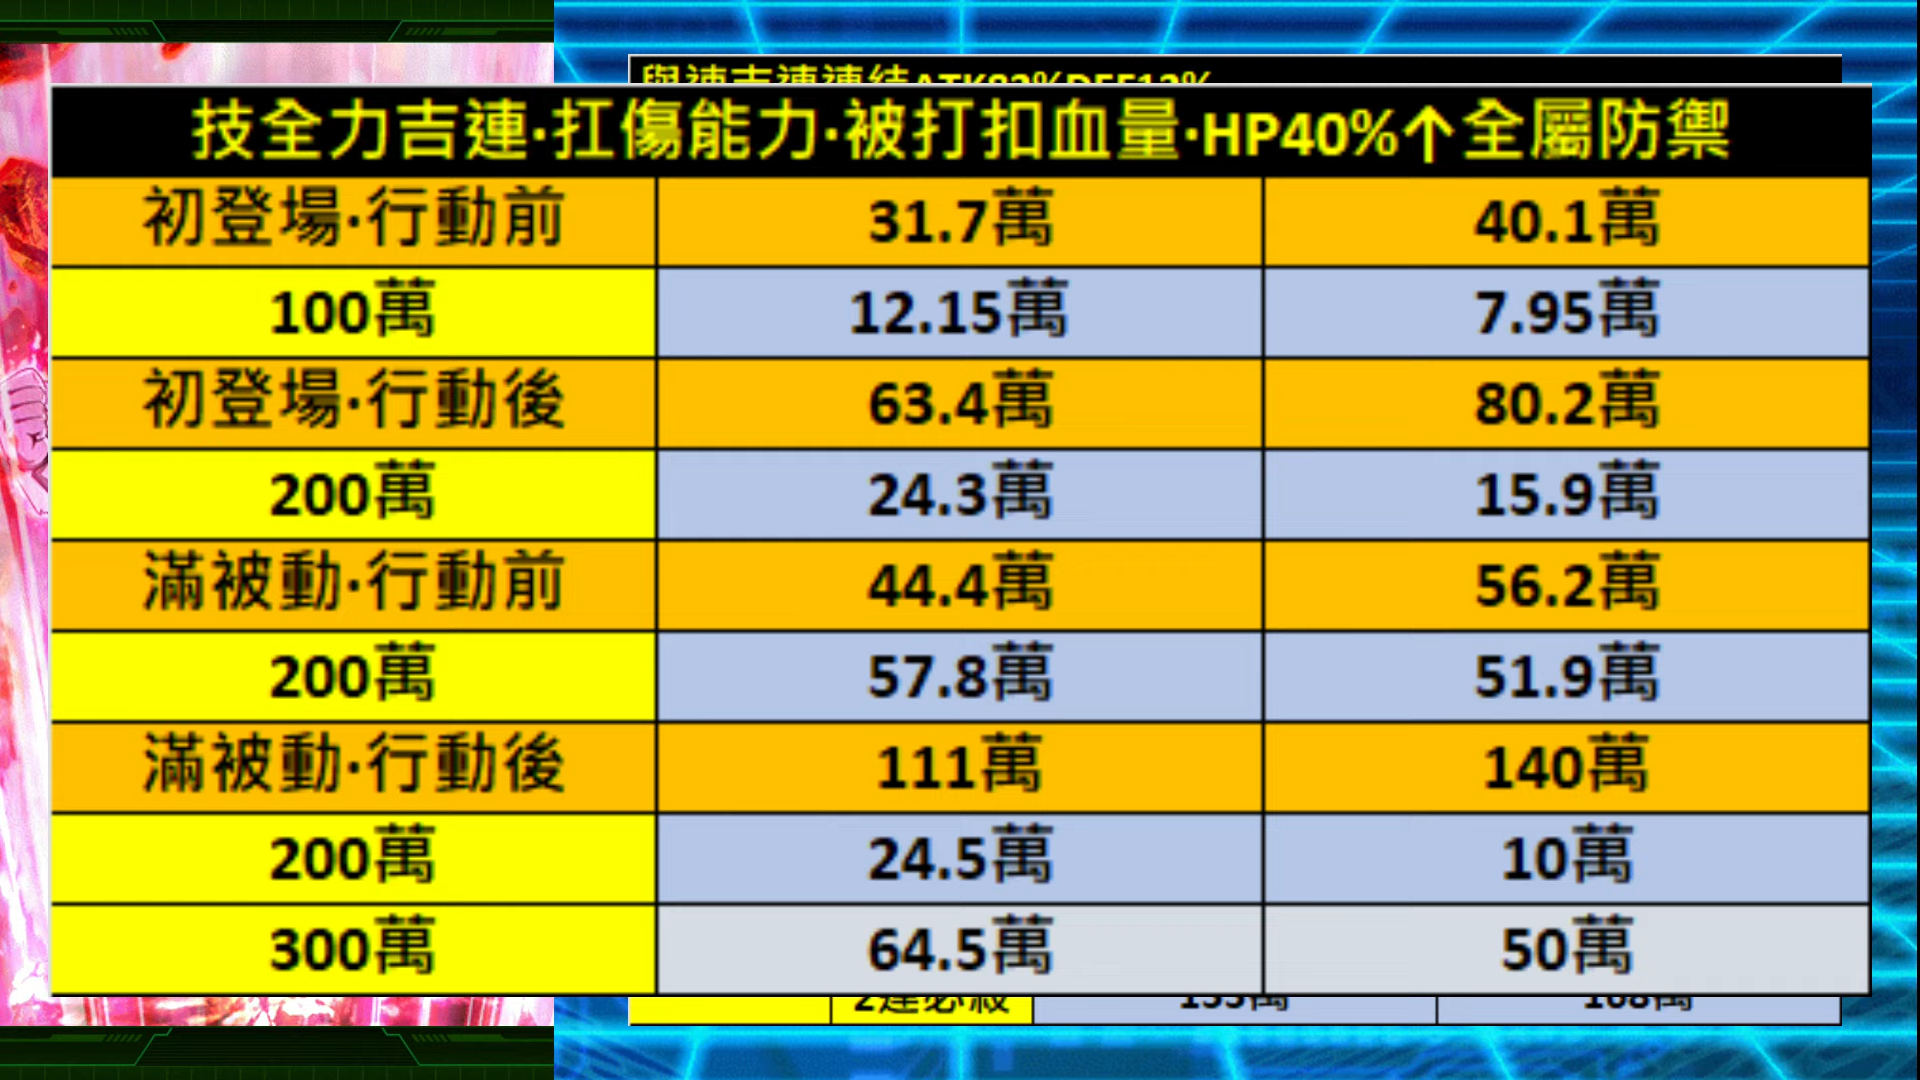 技全力吉連·扛傷能力·被打扣血量·HP40%↑全屬防禦
初登場·行動前 31.7萬 40.1萬
100萬 12.15萬 7.95萬
初登場·行動後 63.4萬 80.2萬
200萬 24.3萬 15.9萬
滿被動·行動前 44.4萬 56.2萬
200萬 57.8萬 51.9萬
滿被動·行動後 111萬 140萬
200萬 24.5萬 10萬
300萬 64.5萬 50萬